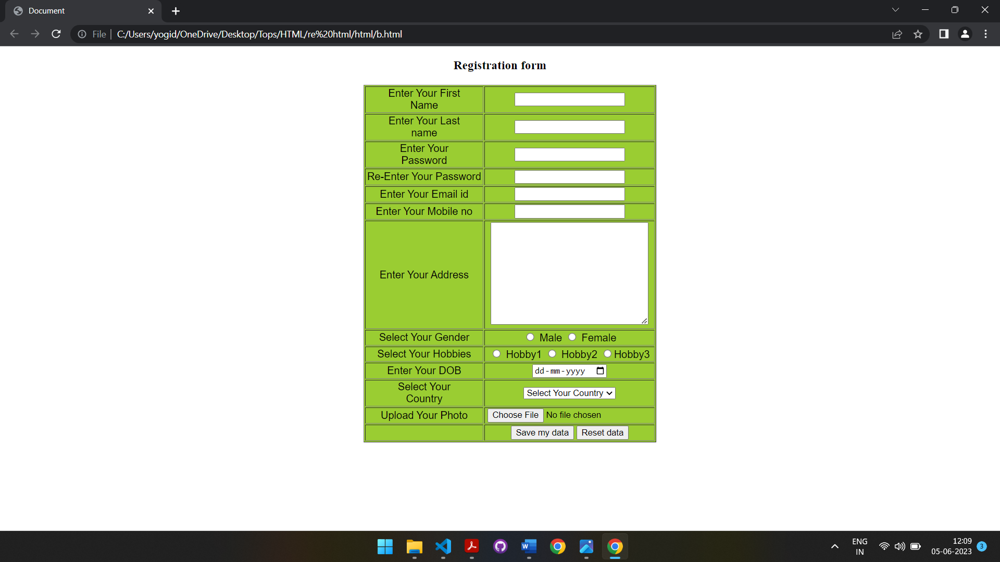 Document
File
C:/Users/yogid/OneDrive/Desktop/Tops/HTML/re%20html/html/b.html
Registration form
Enter Your First
Name
Enter Your Last
name
Enter Your
Password
Re-Enter Your Password
Enter Your Email id
Enter Your Mobile no
Enter Your Address
Select Your Gender
Male Female
Select Your Hobbies
Hobby1 Hobby2 Hobby3
Enter Your DOB
dd-mm-yyyy
Select Your
Country
Select Your Country
Upload Your Photo
Choose File No file chosen
Save my data Reset data
W
ENG
IN
12:09
05-06-2023
3